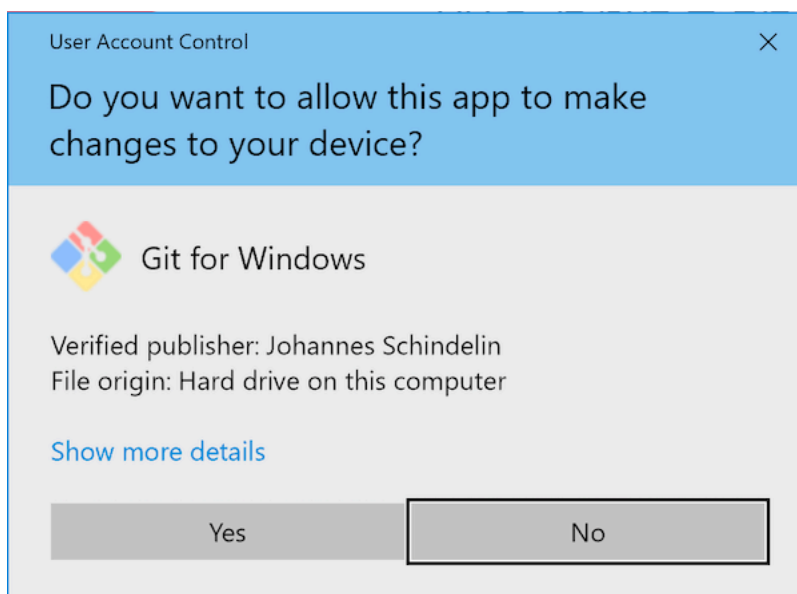 User Account Control
Do you want to allow this app to make
changes to your device?
Git for Windows
Verified publisher: Johannes Schindelin
File origin: Hard drive on this computer
Show more details
Yes
No